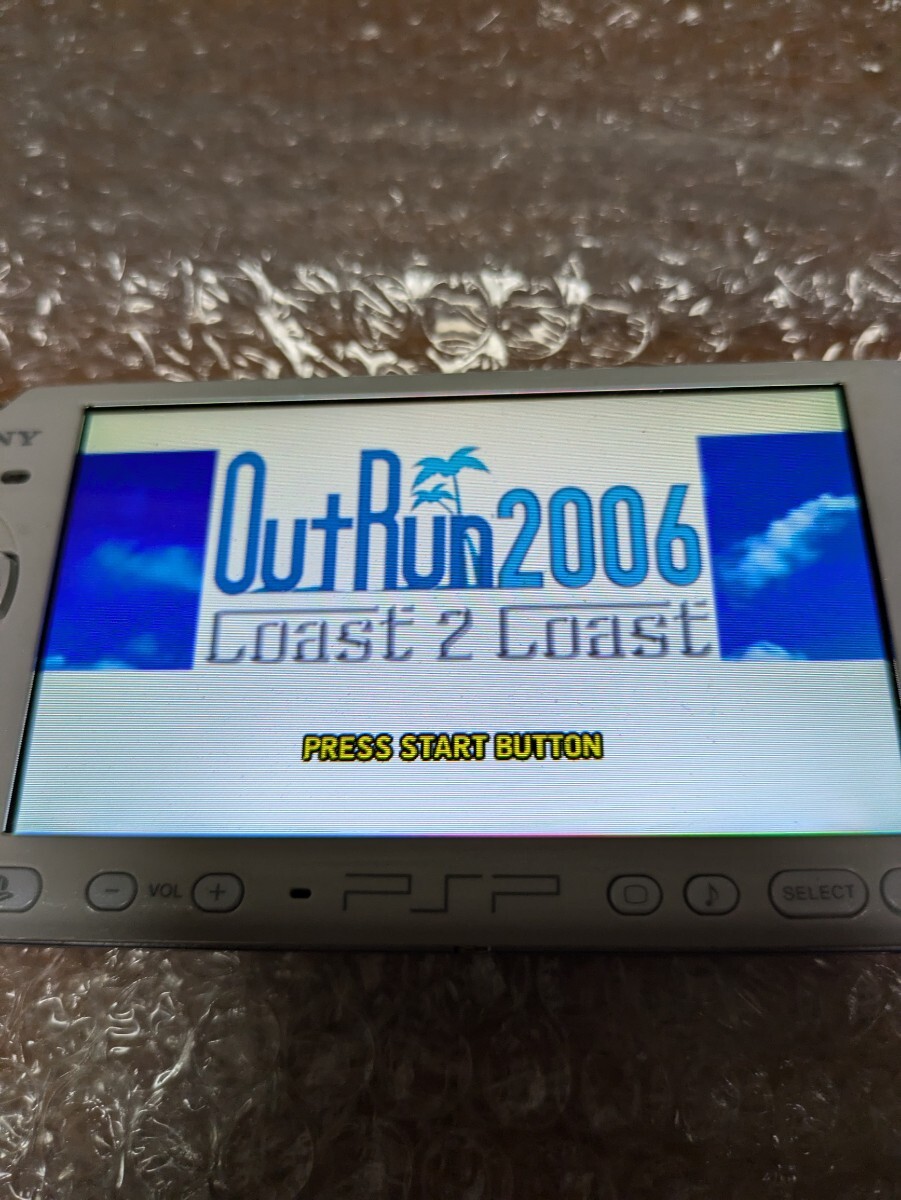 NY
OutRun2006
Coast 2 Coast
PRESS START BUTTON
- VOL + PSP SELECT